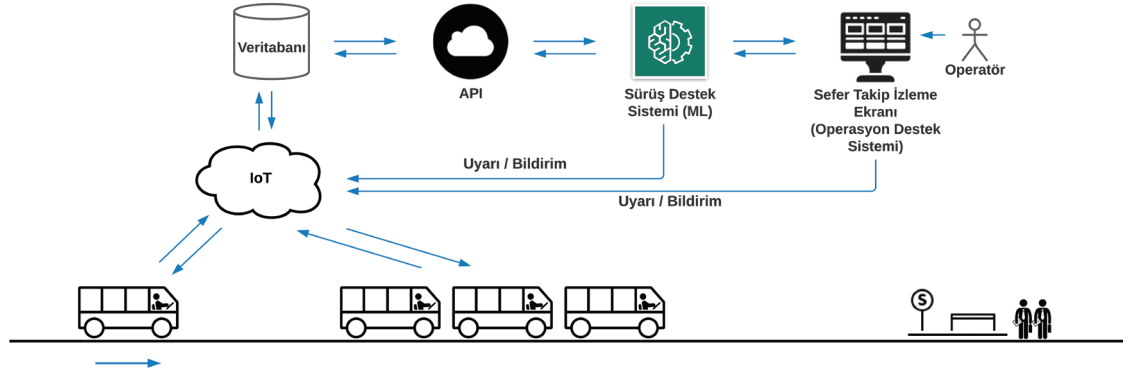 Veritabanı
API
Sürüş Destek
Sistemi (ML)
Sefer Takip İzleme
Ekranı
(Operasyon Destek
Sistemi)
Operatör
Uyarı / Bildirim
IoT
Uyarı / Bildirim
S